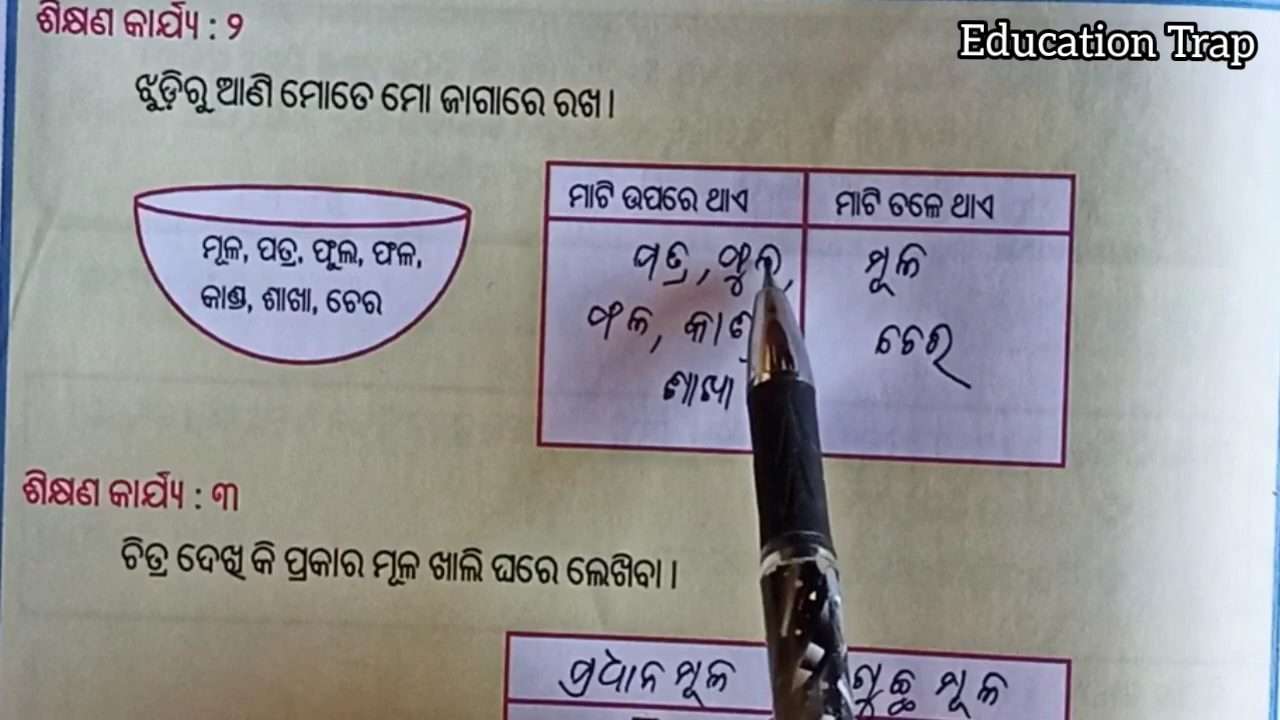 ଶିକ୍ଷଣ କାର୍ଯ୍ୟ : ୨
Education Trap
ଝୁଡ଼ିରୁ ଆଣି ମୋତେ ମୋ ଜାଗାରେ ରଖ ।
ମୂଳ, ପତ୍ର, ଫୁଲ, ଫଳ,
କାଣ୍ଡ, ଶାଖା, ଚେର
ମାଟି ଉପରେ ଥାଏ
ପତ୍ର, ଫୁଲ,
ଫଳ,
ଶାଖା
ମାଟି ତଳେ ଥାଏ
ମୂଳ
ଚେର
ଶିକ୍ଷଣ କାର୍ଯ୍ୟ : ୩
ଚିତ୍ର ଦେଖି କି ପ୍ରକାର ମୂଳ ଖାଲି ଘରେ ଲେଖିବା ।
ପ୍ରଧାନ ମୂଳ
ଗୁଚ୍ଛ ମୂଳ